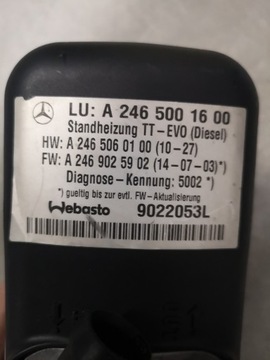 LU: A 246 500 16 00
Standheizung TT-EVO (Diesel)
HW: A 246 506 01 00 (10-27)
FW: A 246 902 59 02 (14-07-03)*)
Diagnose-Kennung: 5002 *)
*) gueltig bis zur evtl. FW-Aktualisierung
Webasto 9022053L